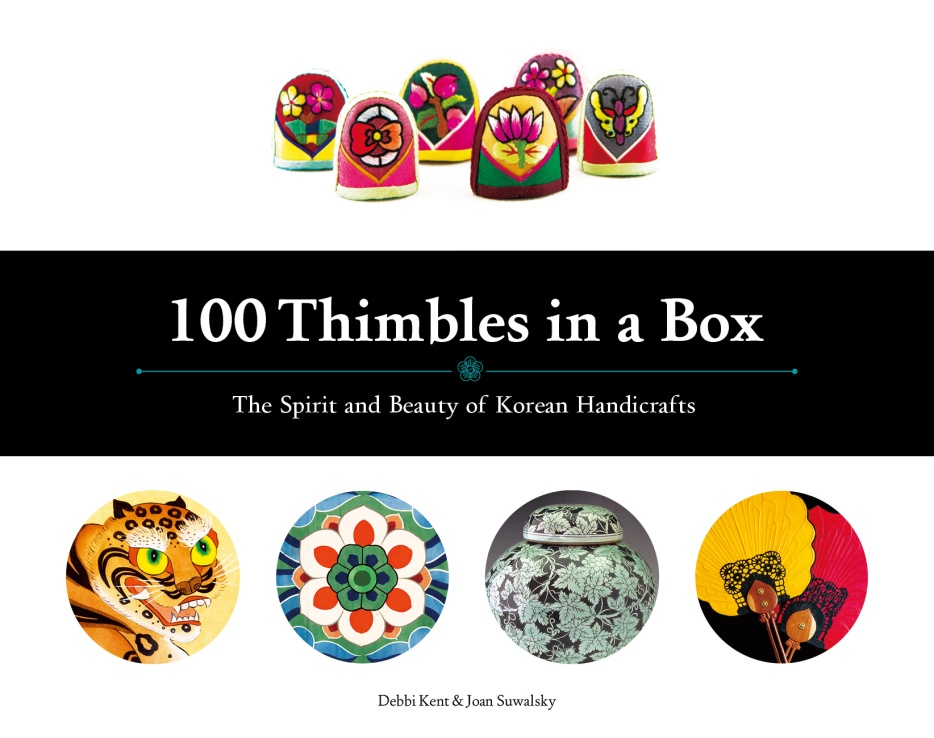 100 Thimbles in a Box
The Spirit and Beauty of Korean Handicrafts
Debbi Kent & Joan Suwalsky